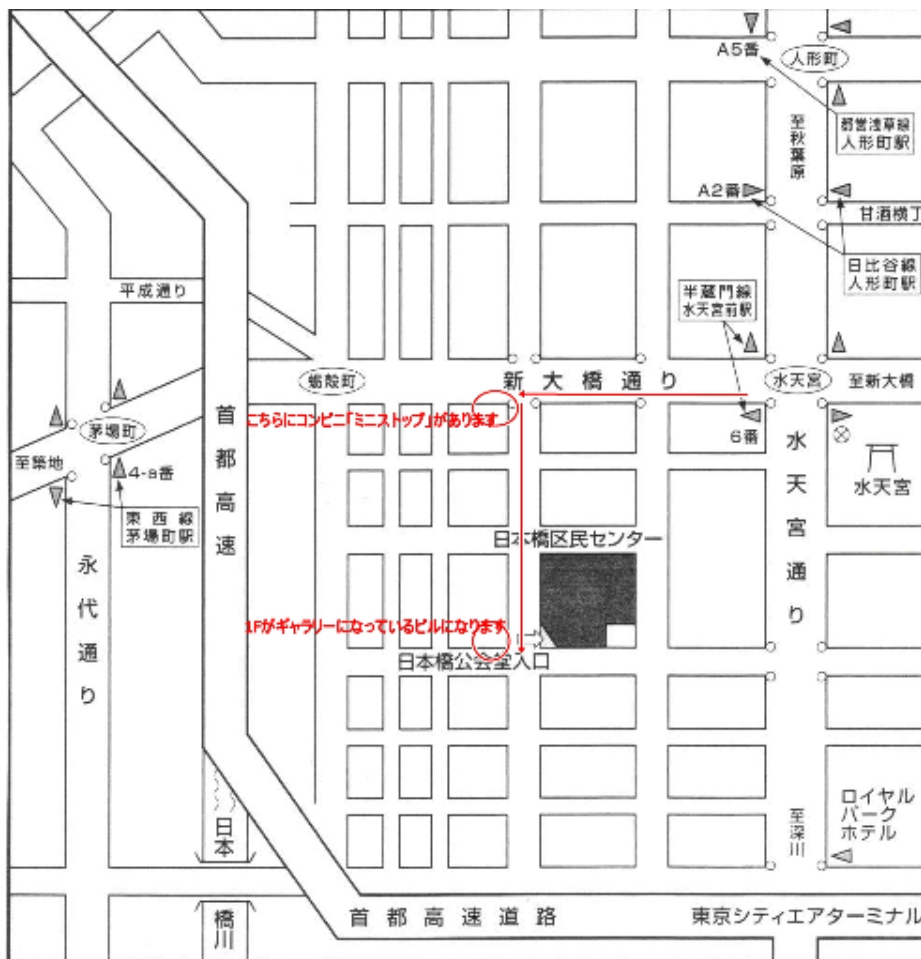 A5番
人形町
至秋葉原
都営浅草線
人形町駅
A2番
甘酒横丁
日比谷線
人形町駅
半蔵門線
水天宮前駅
平成通り
蛎殻町
新大橋通り
水天宮
至新大橋
首都高速
こちらにコンビニ「ミニストップ」があります
茅場町
至築地
4-a番
6番
水天宮通り
水天宮
東西線
茅場町駅
日本橋区民センター
永代通り
1Fがギャラリーになっているビルになります
日本橋公会堂入口
日本
橋川
至深川
ロイヤル
パーク
ホテル
首都高速道路
東京シティエアターミナル